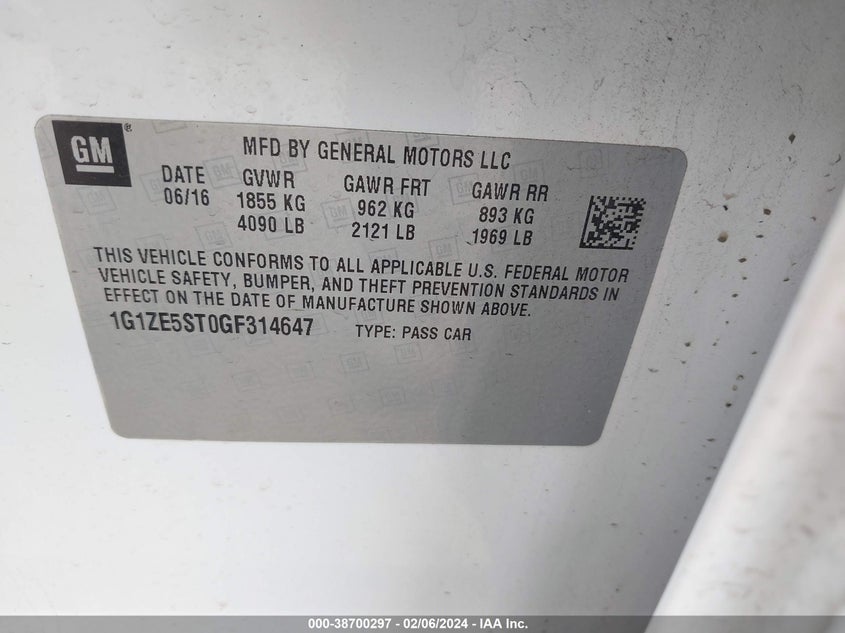 GM®
MFD BY GENERAL MOTORS LLC
DATE GVWR GAWR FRT GAWR RR
06/16 1855 KG 962 KG 893 KG
4090 LB 2121 LB 1969 LB
THIS VEHICLE CONFORMS TO ALL APPLICABLE U.S. FEDERAL MOTOR
VEHICLE SAFETY, BUMPER, AND THEFT PREVENTION STANDARDS IN
EFFECT ON THE DATE OF MANUFACTURE SHOWN ABOVE.
1G1ZE5ST0GF314647 TYPE: PASS CAR
000-38700297 - 02/06/2024 - IAA Inc.